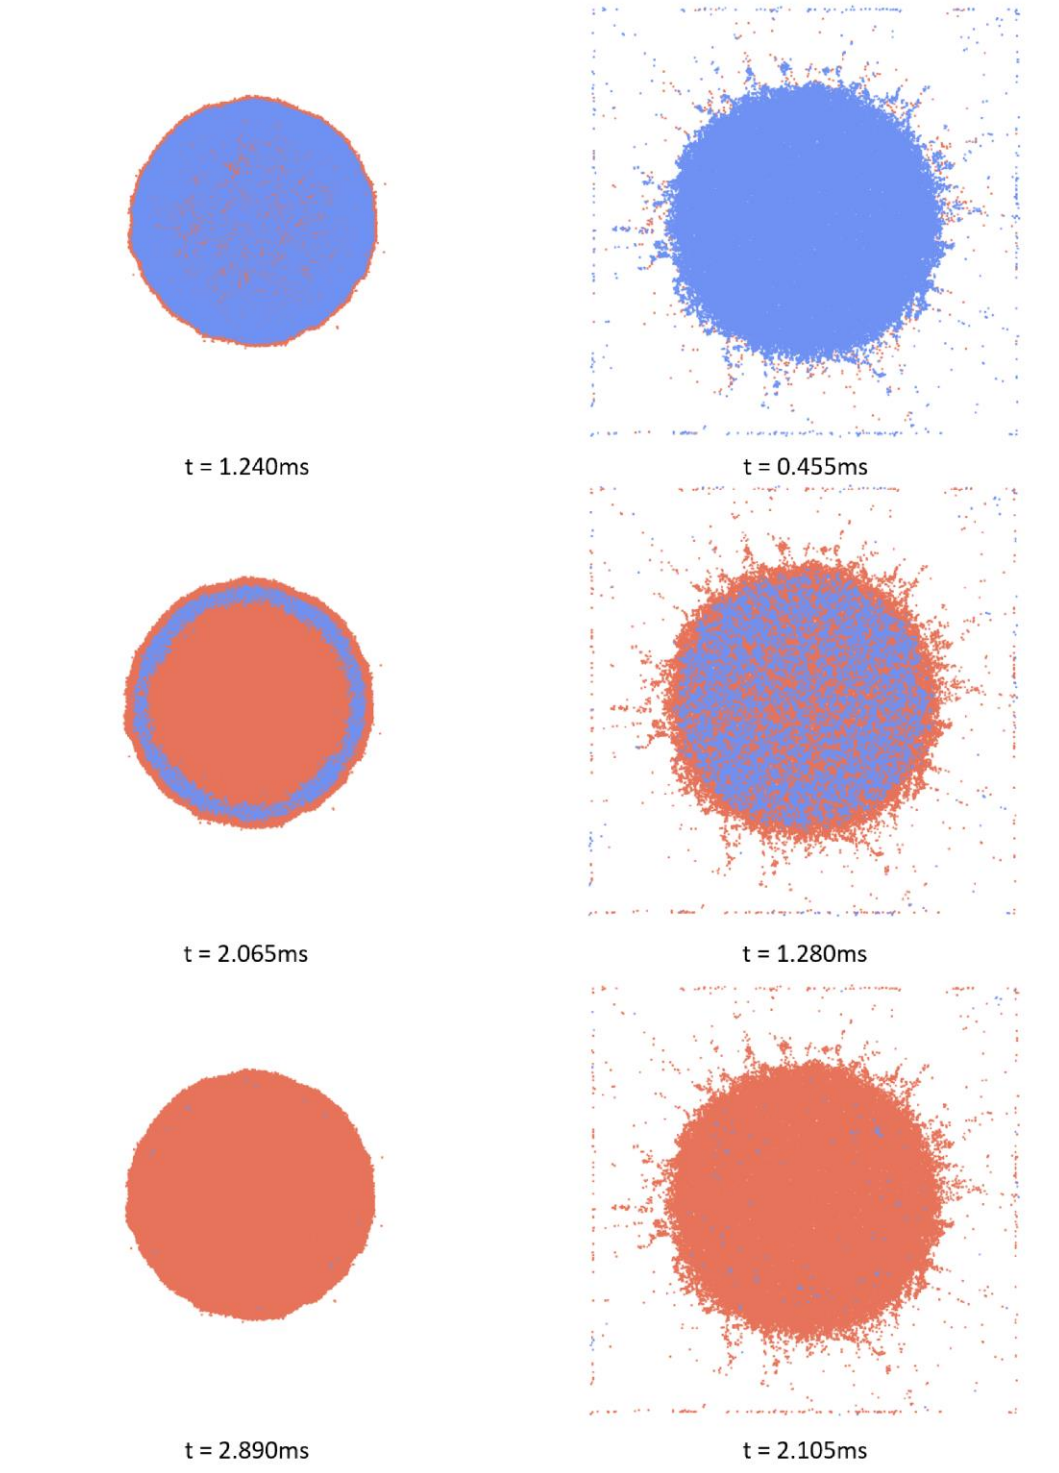 t = 1.240ms
t = 0.455ms
t = 2.065ms
t = 1.280ms
t = 2.890ms
t = 2.105ms